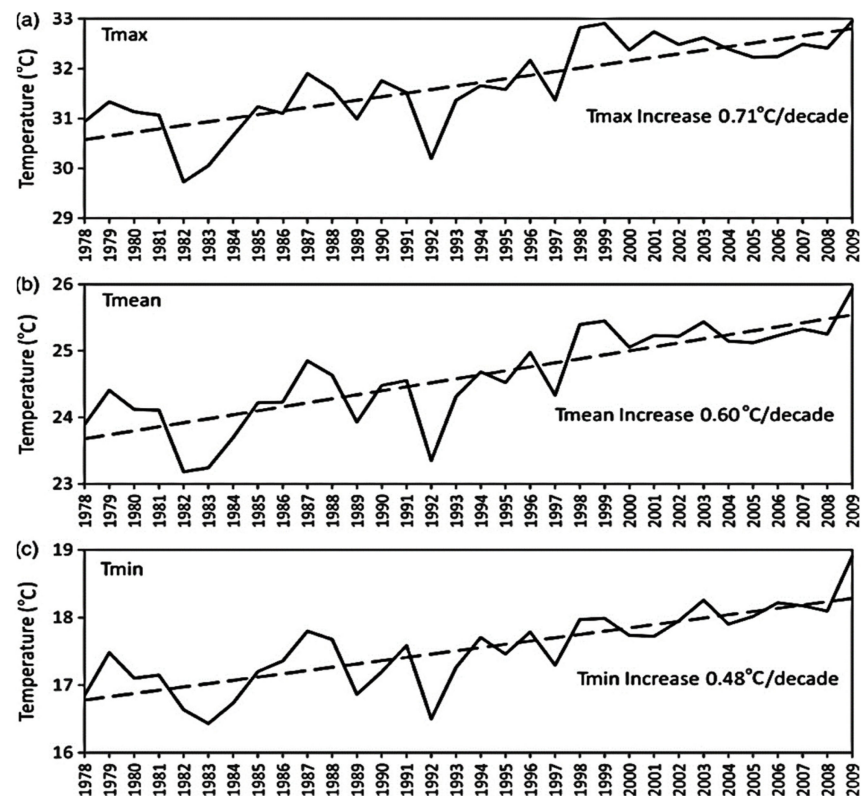 (a)
Tmax
Temperature (°C)
33
32
31
30
29
Tmax Increase 0.71°C/decade
1978 1979 1980 1981 1982 1983 1984 1985 1986 1987 1988 1989 1990 1991 1992 1993 1994 1995 1996 1997 1998 1999 2000 2001 2002 2003 2004 2005 2006 2007 2008 2009
(b)
Tmean
Temperature (°C)
26
25
24
23
Tmean Increase 0.60°C/decade
1978 1979 1980 1981 1982 1983 1984 1985 1986 1987 1988 1989 1990 1991 1992 1993 1994 1995 1996 1997 1998 1999 2000 2001 2002 2003 2004 2005 2006 2007 2008 2009
(c)
Tmin
Temperature (°C)
19
18
17
16
Tmin Increase 0.48°C/decade
1978 1979 1980 1981 1982 1983 1984 1985 1986 1987 1988 1989 1990 1991 1992 1993 1994 1995 1996 1997 1998 1999 2000 2001 2002 2003 2004 2005 2006 2007 2008 2009